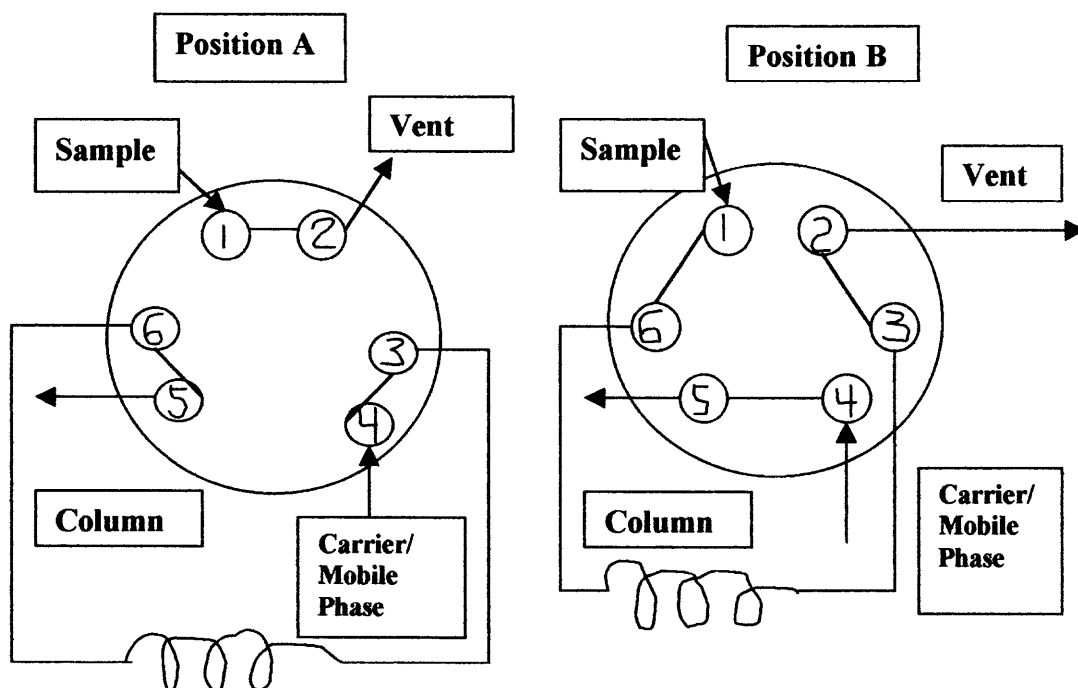 Position A
Position B
Sample
Vent
Sample
Vent
1
2
1
2
6
3
6
3
5
4
5
4
Column
Carrier/
Mobile
Phase
Column
Carrier/
Mobile
Phase